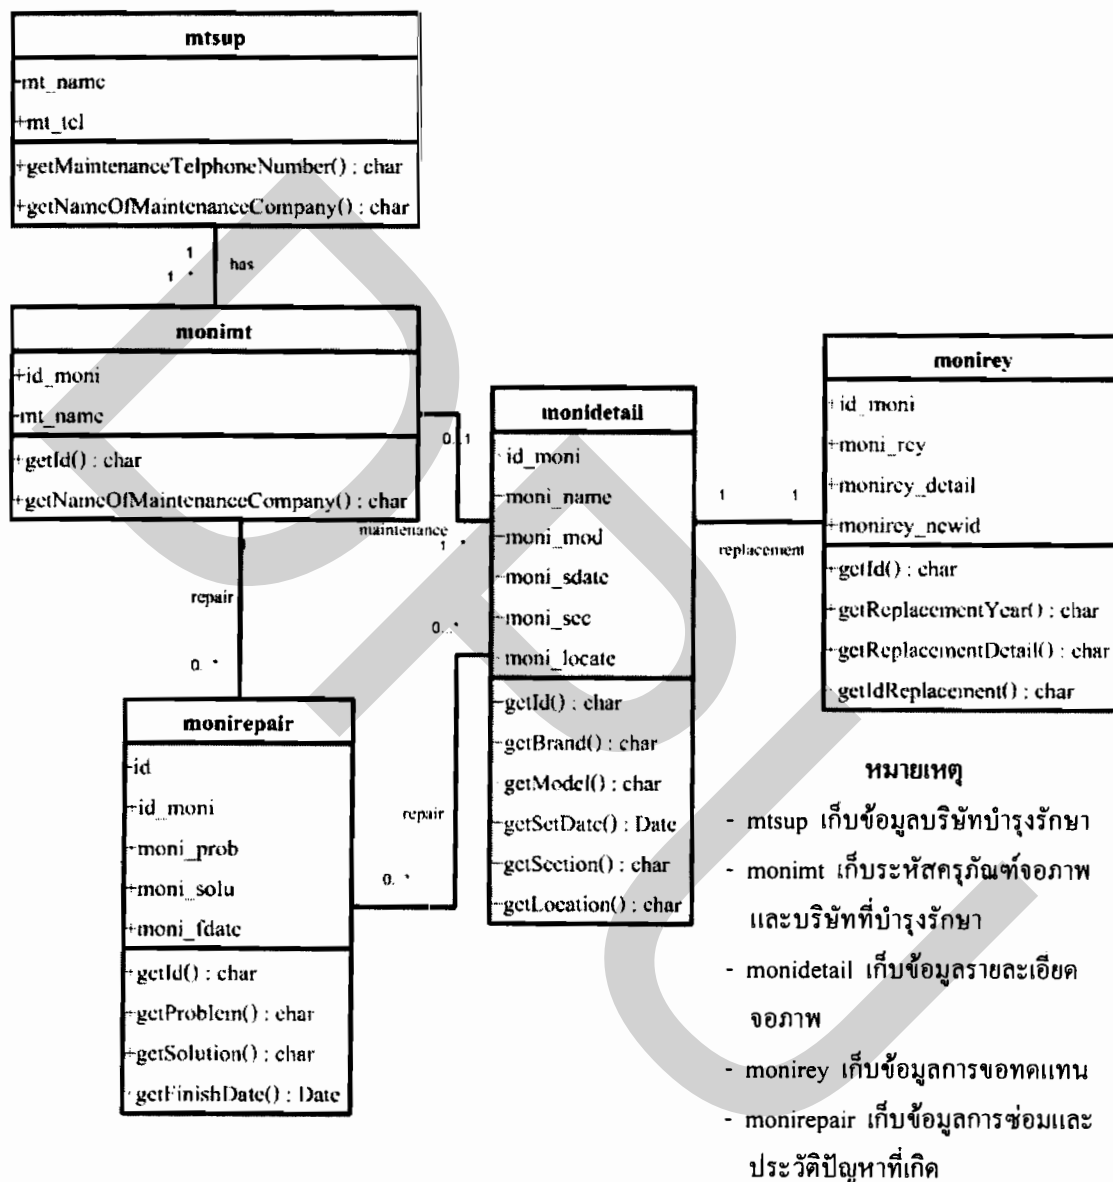 mtsup
+mt_name
+mt_tel
+getMaintenanceTelphoneNumber() : char
+getNameOfMaintenanceCompany() : char
1
1 *
has
monimt
+id_moni
+mt_name
+getId() : char
+getNameOfMaintenanceCompany() : char
0...1
maintenance
1 *
monidetail
id_moni
moni_name
moni_mod
moni_sdate
moni_sec
moni_locate
+getId() : char
+getBrand() : char
getModel() : char
getSetDate() : Date
getSection() : char
+getLocation() : char
1
1
replacement
monirey
+id_moni
+moni_rey
+monirey_detail
+monirey_newid
+getId() : char
+getReplacementYear() : char
+getReplacementDetail() : char
getIdReplacement() : char
repair
0. *
0...*
repair
0. *
monirepair
-id
+id_moni
+moni_prob
+moni_solu
+moni_fdate
+getId() : char
+getProblem() : char
+getSolution() : char
getFinishDate() : Date
หมายเหตุ
- mtsup เก็บข้อมูลบริษัทบำรุงรักษา
- monimt เก็บระหัสครุภัณฑ์จอภาพ
และบริษัทที่บำรุงรักษา
- monidetail เก็บข้อมูลรายละเอียด
จอภาพ
- monirey เก็บข้อมูลการขอทดแทน
- monirepair เก็บข้อมูลการซ่อมและ
ประวัติปัญหาที่เกิด
DPU